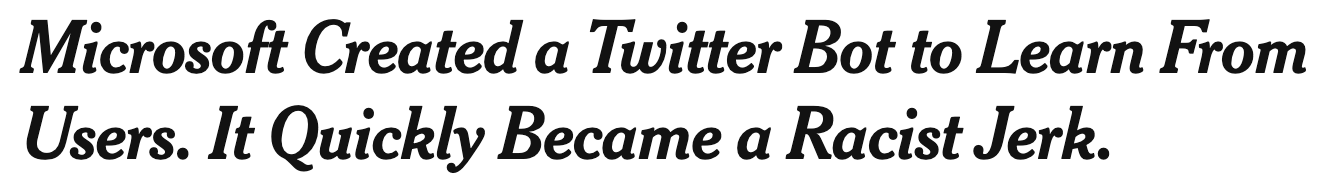 Microsoft Created a Twitter Bot to Learn From
Users. It Quickly Became a Racist Jerk.